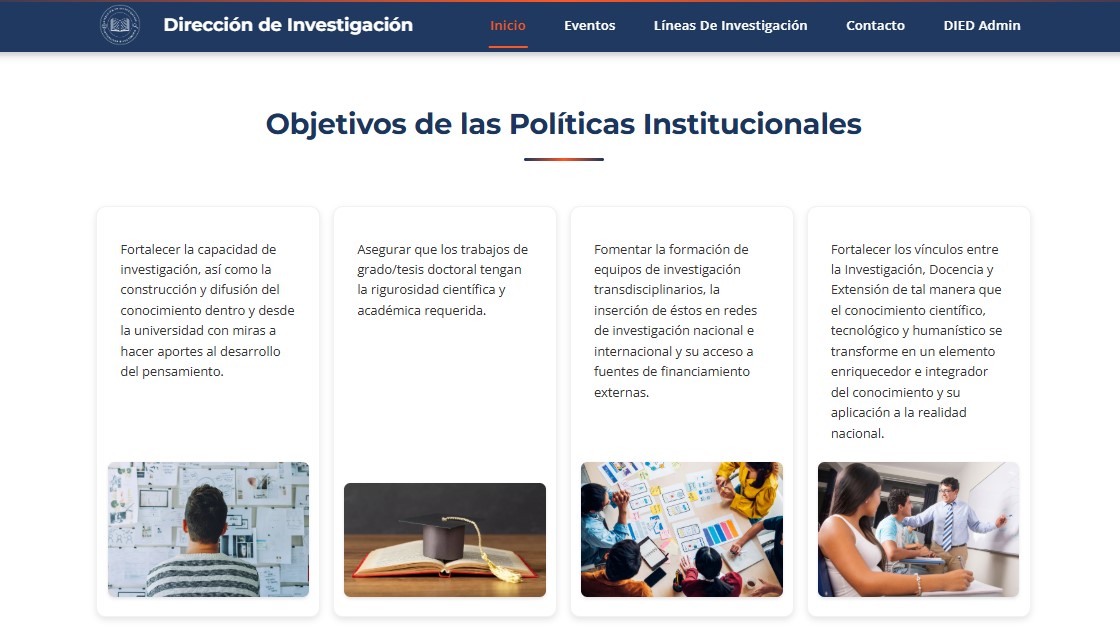 Dirección de Investigación
Inicio
Eventos
Líneas De Investigación
Contacto
DIED Admin
Objetivos de las Políticas Institucionales
Fortalecer la capacidad de
investigación, así como la
construcción y difusión del
conocimiento dentro y desde
la universidad con miras a
hacer aportes al desarrollo
del pensamiento.
Asegurar que los trabajos de
grado/tesis doctoral tengan
la rigurosidad científica y
académica requerida.
Fomentar la formación de
equipos de investigación
transdisciplinarios, la
inserción de éstos en redes
de investigación nacional e
internacional y su acceso a
fuentes de financiamiento
externas.
Fortalecer los vínculos entre
la Investigación, Docencia y
Extensión de tal manera que
el conocimiento científico,
tecnológico y humanístico se
transforme en un elemento
enriquecedor e integrador
del conocimiento y su
aplicación a la realidad
nacional.